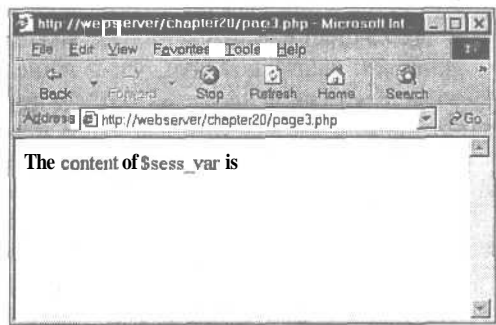 http://webserver/chapter20/page3.php - Microsoft Int
File Edit View Favorites Tools Help
Back Forward Stop Refresh Home Search
Address http://webserver/chapter20/page3.php Go
The content of $sess_var is